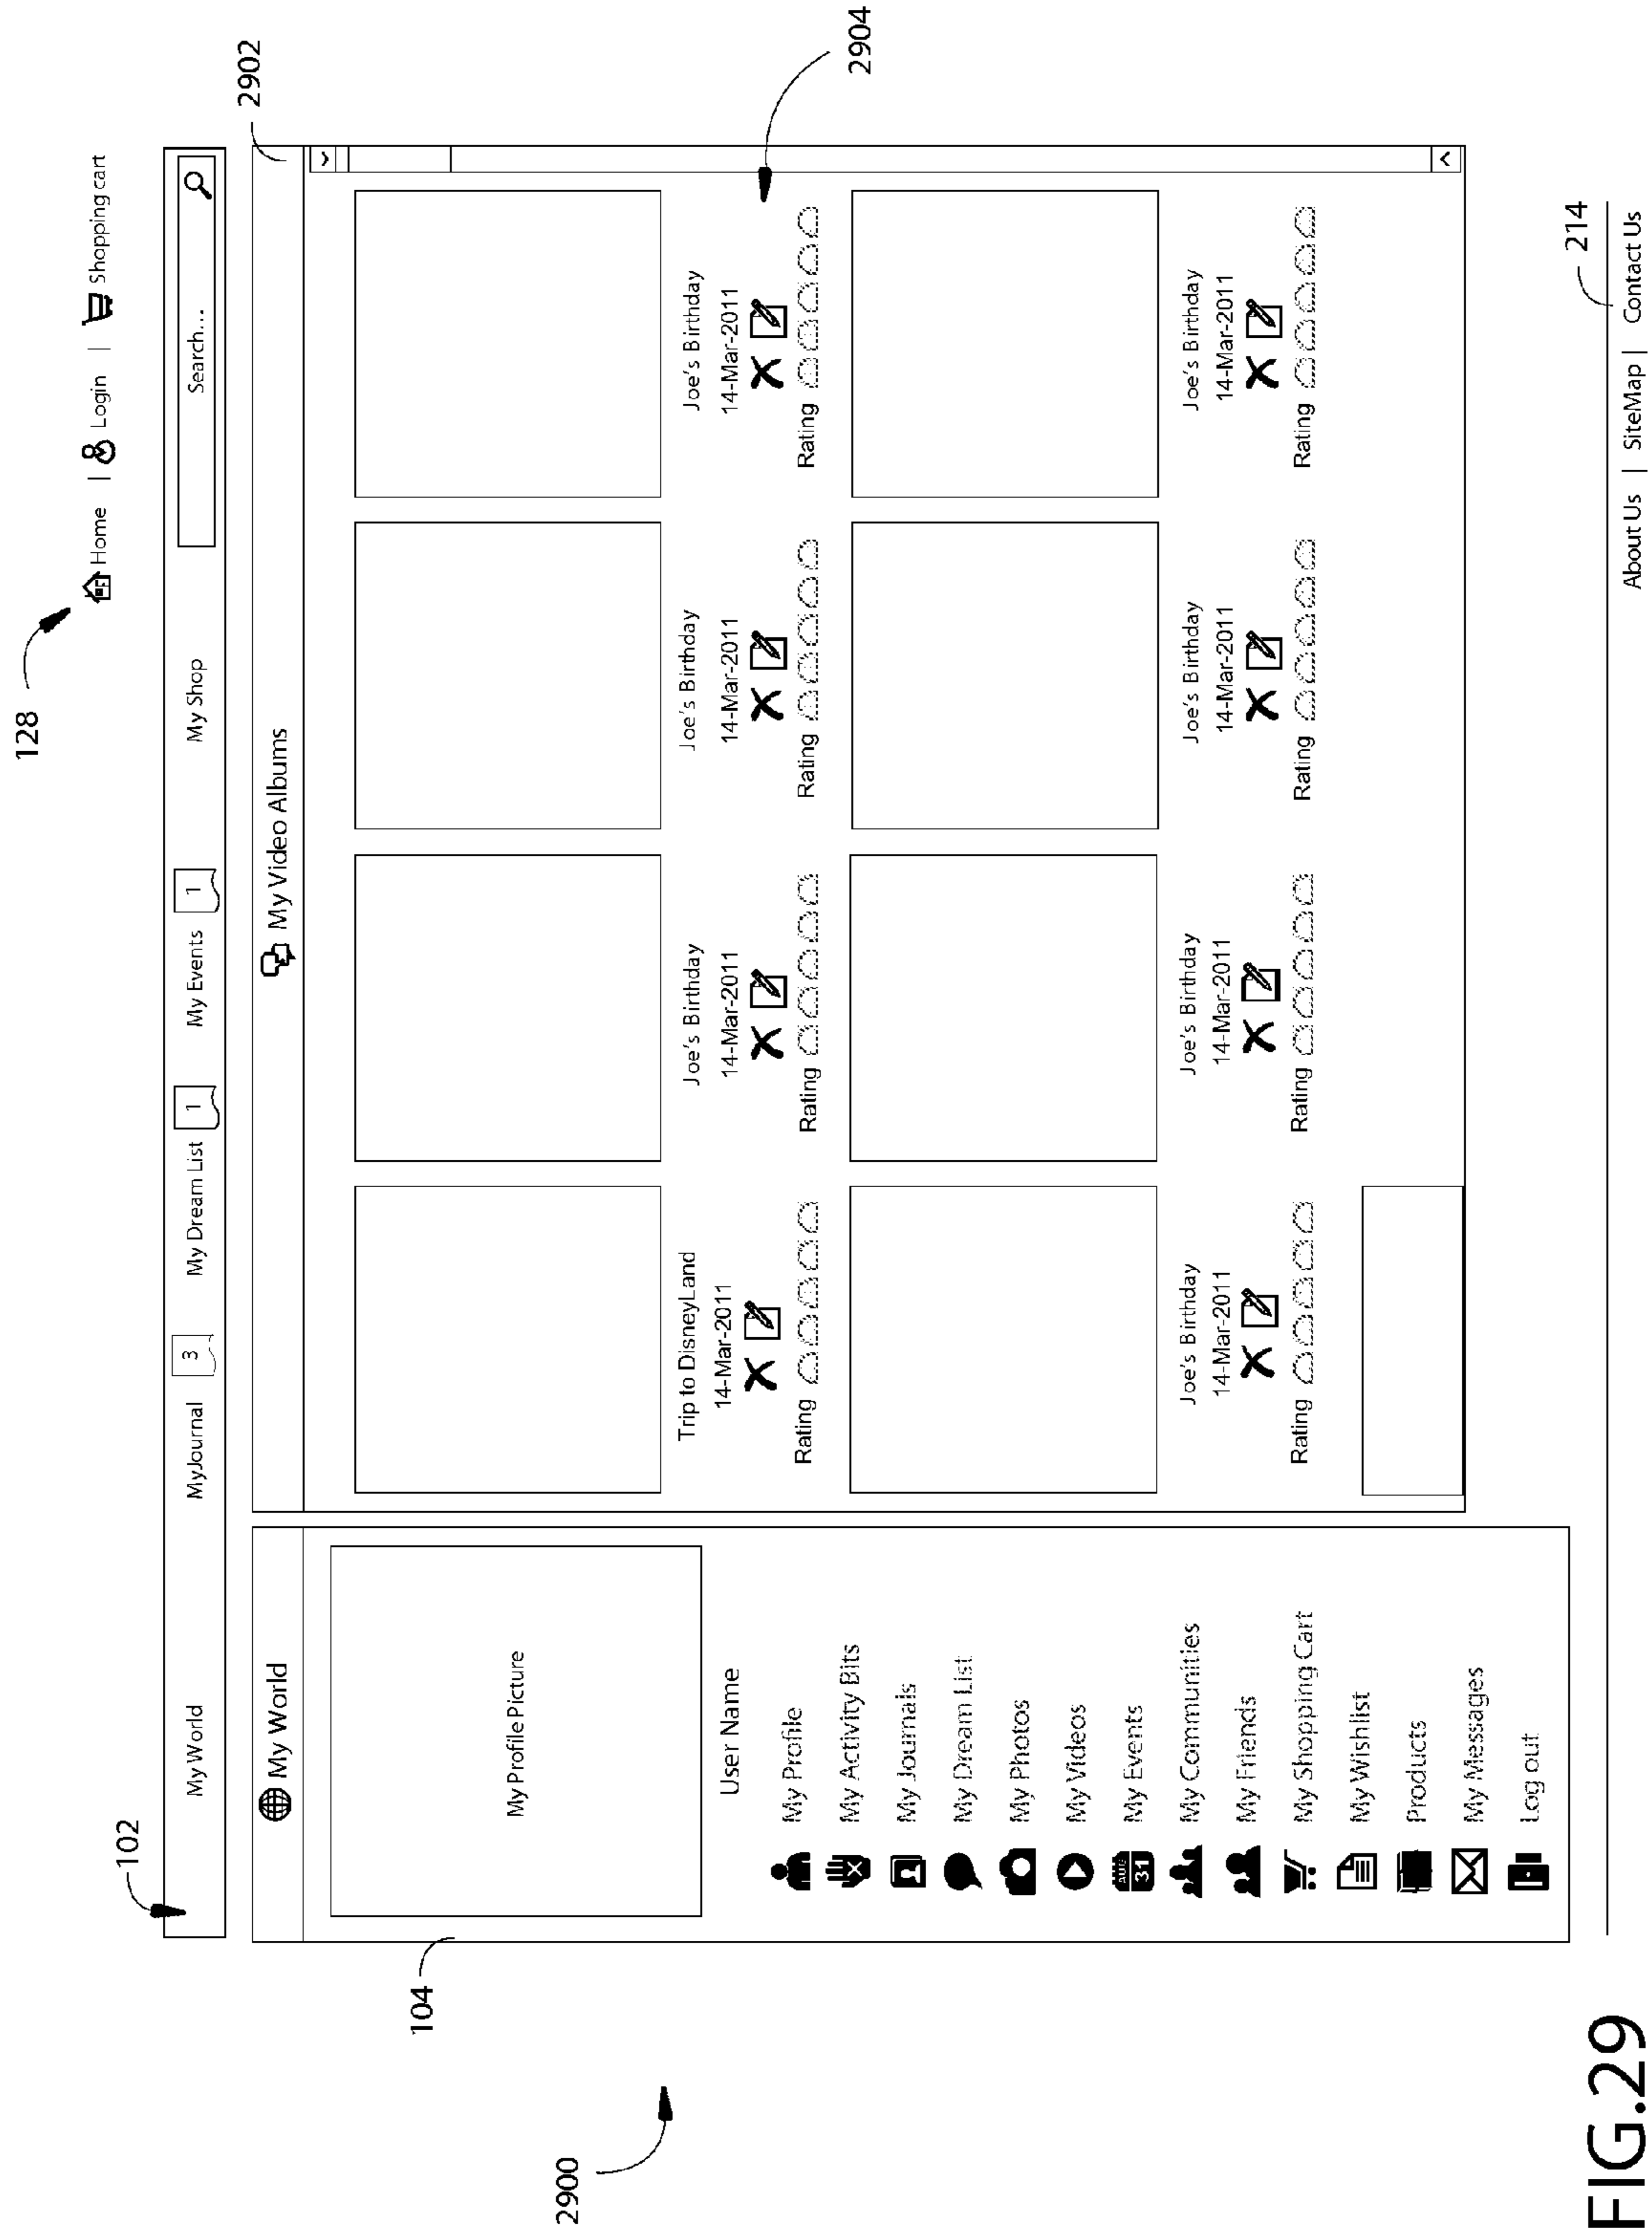 128
Home | Login | Shopping cart
102
My World MyJournal 3 My Dream List 1 My Events 1 My Shop Search...
2902
My World
My Video Albums
104
My Profile Picture
User Name
My Profile
My Activity Bits
My Journals
My Dream List
My Photos
My Videos
My Events
My Communities
My Friends
My Shopping Cart
My Wishlist
Products
My Messages
Log out
AUG
31
Trip to DisneyLand Joe's Birthday Joe's Birthday Joe's Birthday
14-Mar-2011 14-Mar-2011 14-Mar-2011 14-Mar-2011
Rating Rating Rating Rating
2904
Joe's Birthday Joe's Birthday Joe's Birthday Joe's Birthday
14-Mar-2011 14-Mar-2011 14-Mar-2011 14-Mar-2011
Rating Rating Rating Rating
2900
214
About Us | SiteMap | Contact Us
FIG.29